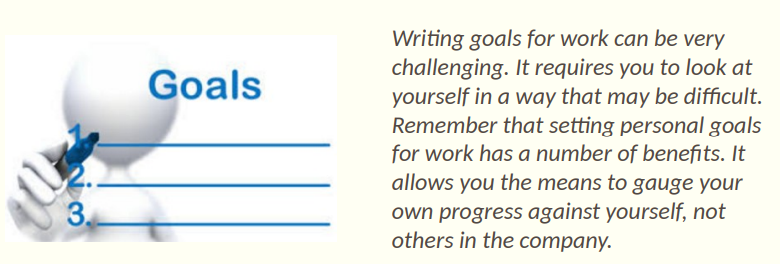 Goals
1.
2.
3.
Writing goals for work can be very
challenging. It requires you to look at
yourself in a way that may be difficult.
Remember that setting personal goals
for work has a number of benefits. It
allows you the means to gauge your
own progress against yourself, not
others in the company.